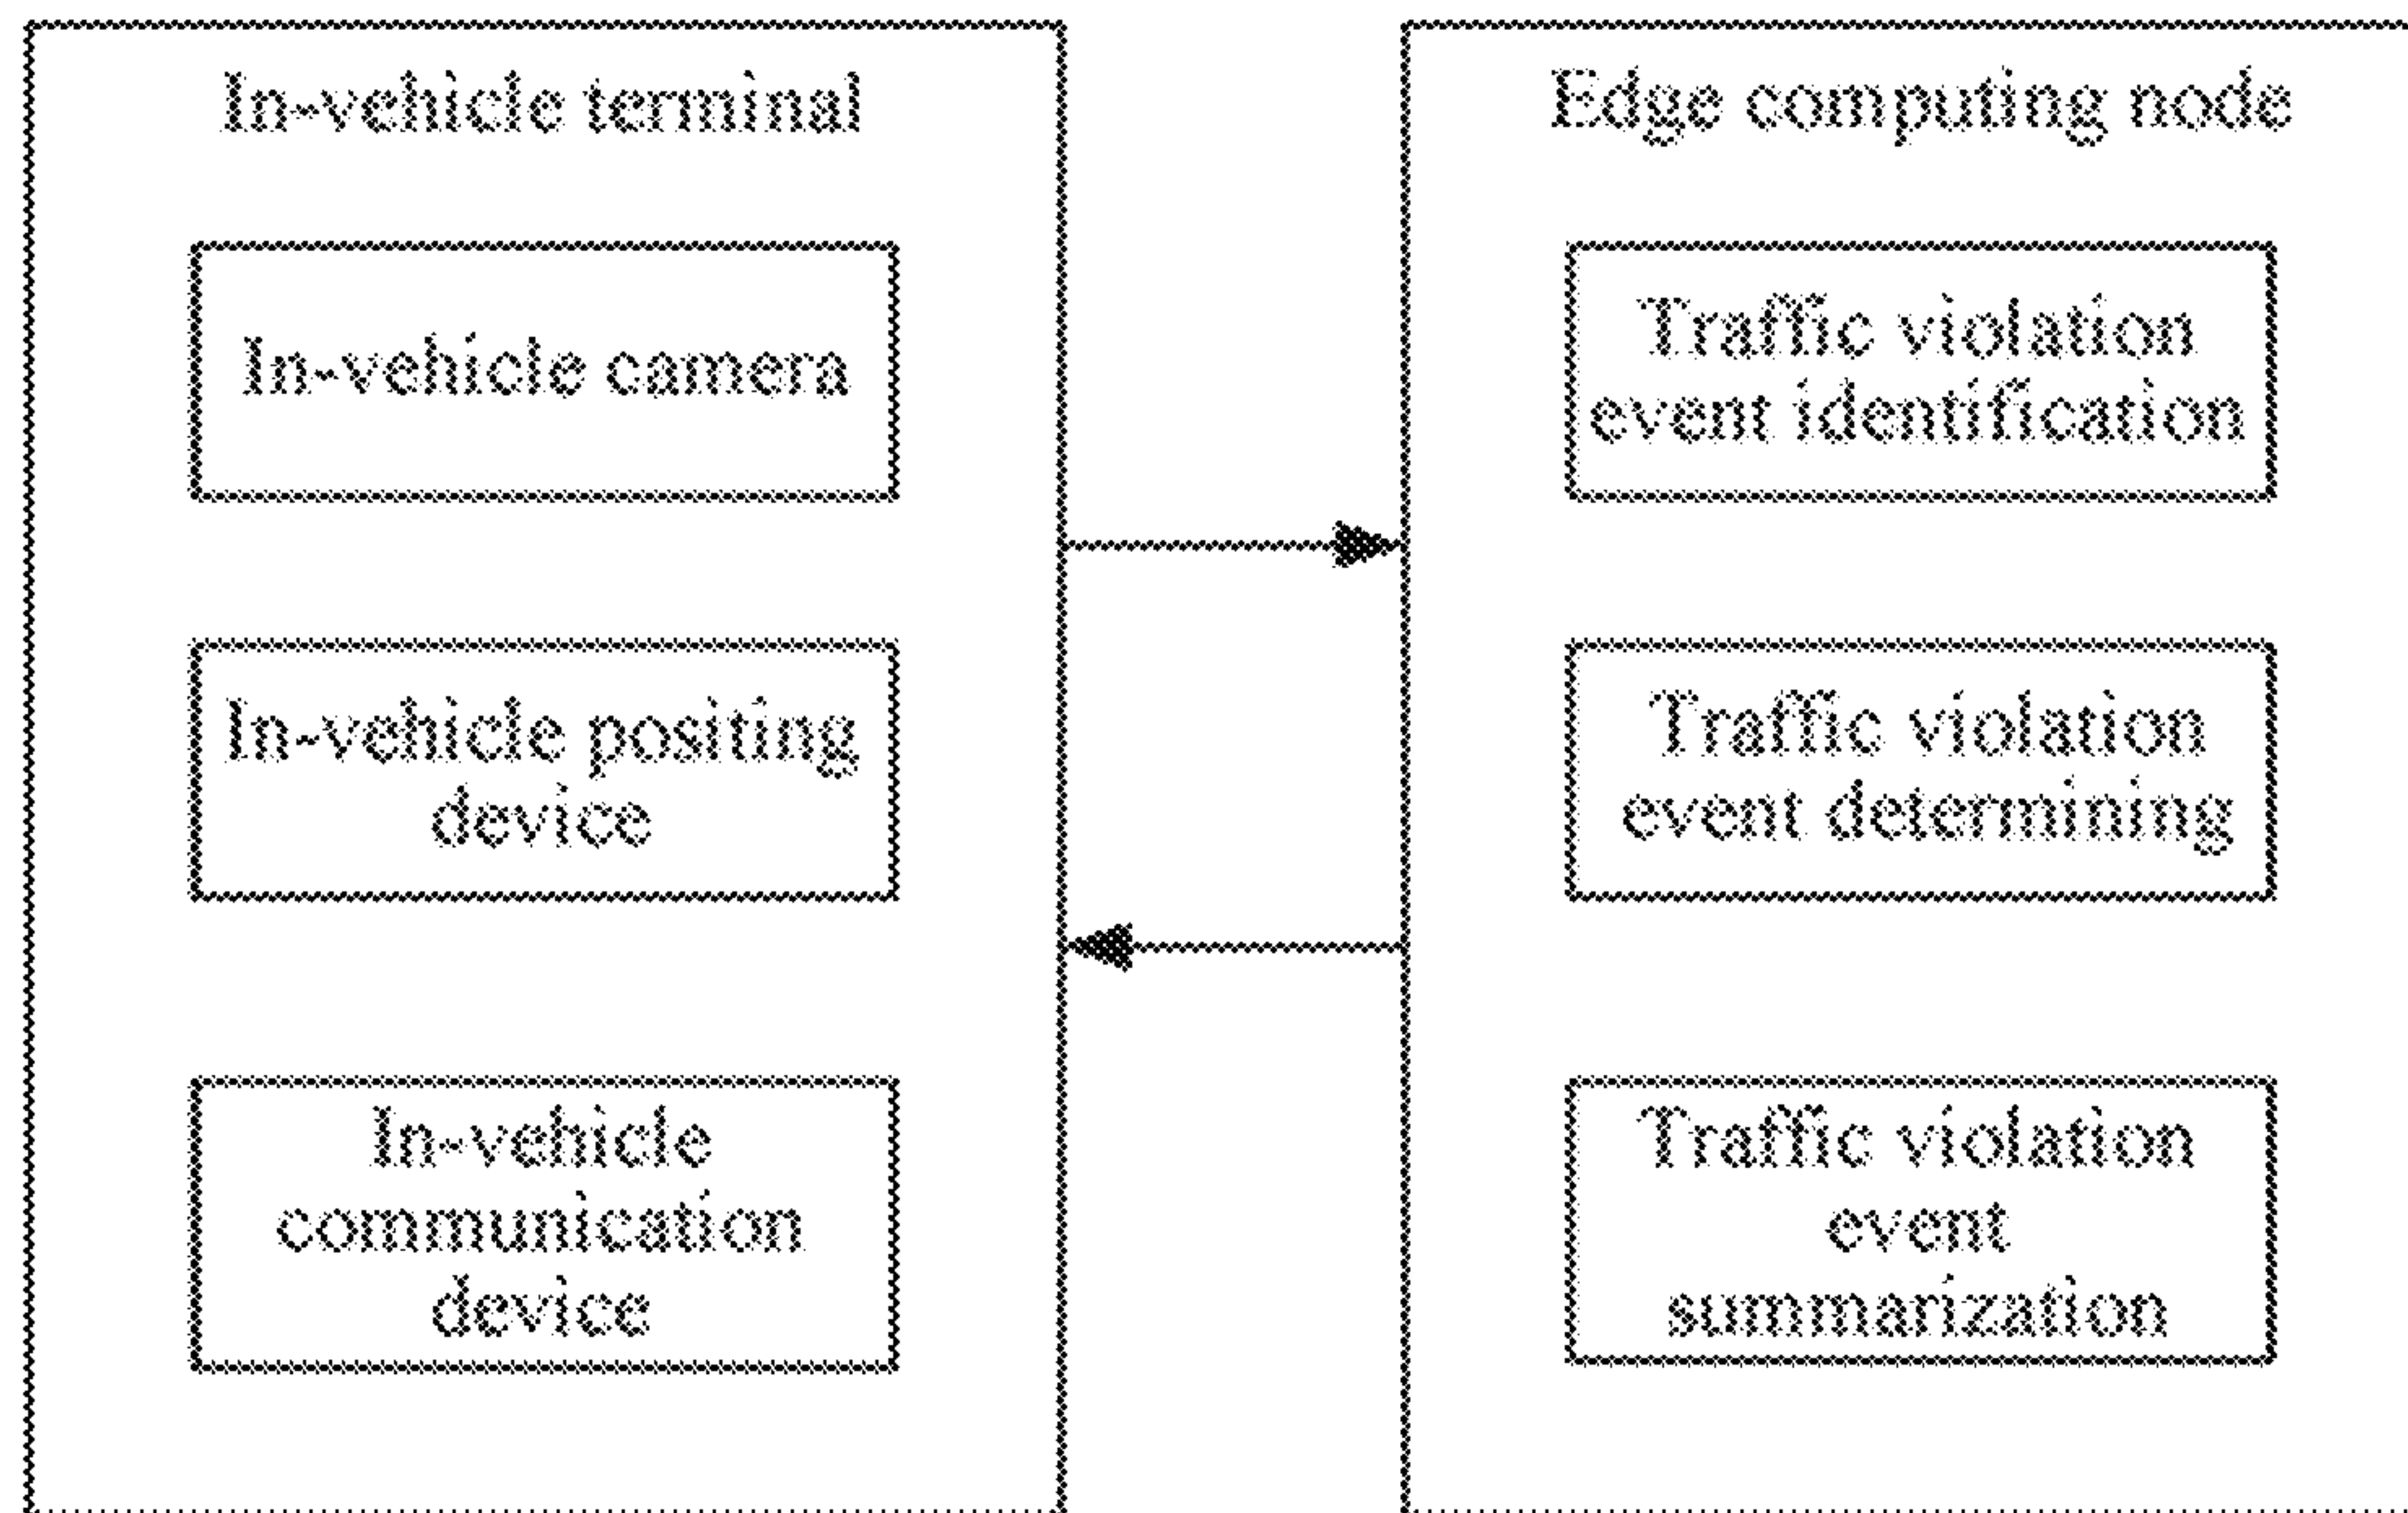 In-vehicle terminal
In-vehicle camera
In-vehicle positing
device
In-vehicle
communication
device
Edge computing node
Traffic violation
event identification
Traffic violation
event determining
Traffic violation
event
summarization